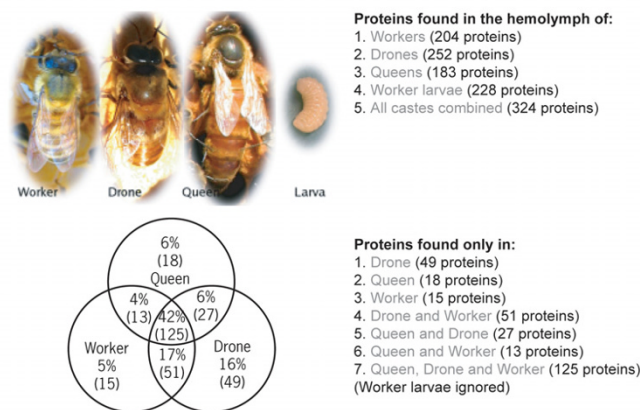 Proteins found in the hemolymph of:
1. Workers (204 proteins)
2. Drones (252 proteins)
3. Queens (183 proteins)
4. Worker larvae (228 proteins)
5. All castes combined (324 proteins)
Worker
Drone
Queen
Larva
6%
(18)
Queen
4%
(13)
6%
(27)
42%
(125)
Worker
5%
(15)
17%
(51)
Drone
16%
(49)
Proteins found only in:
1. Drone (49 proteins)
2. Queen (18 proteins)
3. Worker (15 proteins)
4. Drone and Worker (51 proteins)
5. Queen and Drone (27 proteins)
6. Queen and Worker (13 proteins)
7. Queen, Drone and Worker (125 proteins)
(Worker larvae ignored)